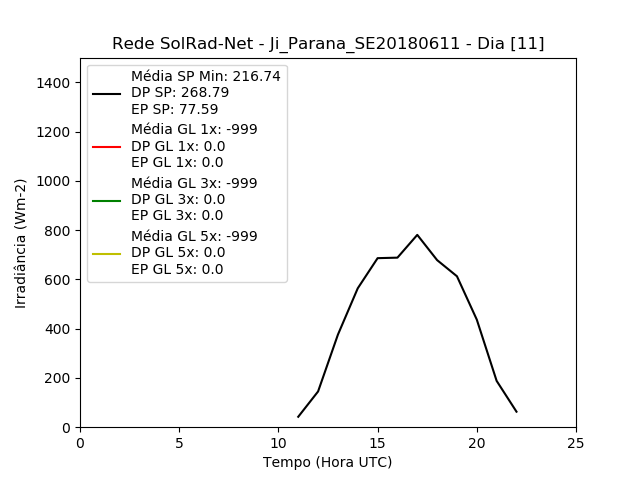 Rede SolRad-Net - Ji_Parana_SE20180611 - Dia [11]
Média SP Min: 216.74
DP SP: 268.79
EP SP: 77.59
Média GL 1x: -999
DP GL 1x: 0.0
EP GL 1x: 0.0
Média GL 3x: -999
DP GL 3x: 0.0
EP GL 3x: 0.0
Média GL 5x: -999
DP GL 5x: 0.0
EP GL 5x: 0.0
Irradiância (Wm-2)
1400
1200
1000
800
600
400
200
0
0 5 10 15 20 25
Tempo (Hora UTC)